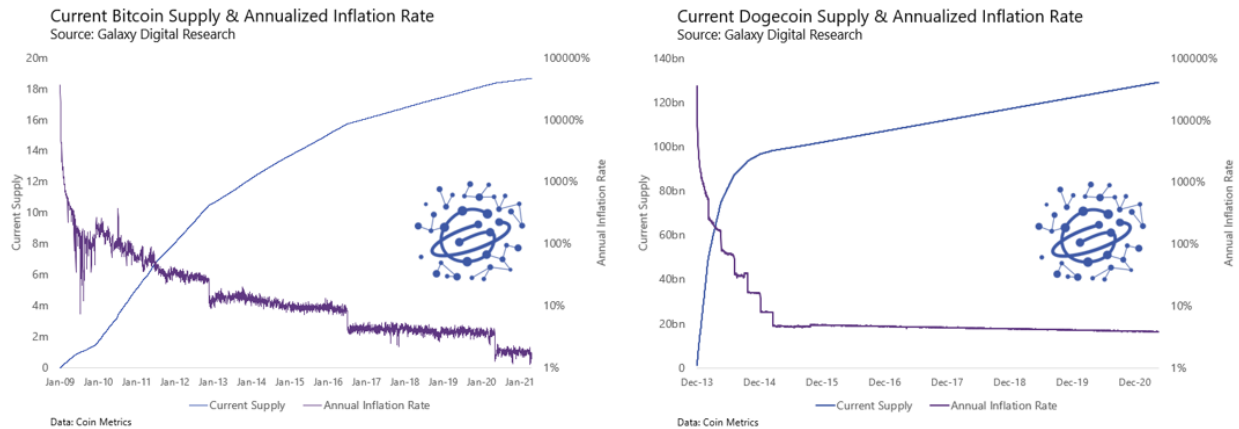 Current Bitcoin Supply & Annualized Inflation Rate
Source: Galaxy Digital Research
20m
18m
16m
14m
12m
10m
8m
6m
4m
2m
0
Current Supply
100000%
10000%
1000%
100%
10%
1%
Annual Inflation Rate
Jan-09 Jan-10 Jan-11 Jan-12 Jan-13 Jan-14 Jan-15 Jan-16 Jan-17 Jan-18 Jan-19 Jan-20 Jan-21
Current Supply Annual Inflation Rate
Data: Coin Metrics
Current Dogecoin Supply & Annualized Inflation Rate
Source: Galaxy Digital Research
140bn
120bn
100bn
80bn
60bn
40bn
20bn
0
Current Supply
100000%
10000%
1000%
100%
10%
1%
Annual Inflation Rate
Dec-13 Dec-14 Dec-15 Dec-16 Dec-17 Dec-18 Dec-19 Dec-20
Current Supply Annual Inflation Rate
Data: Coin Metrics